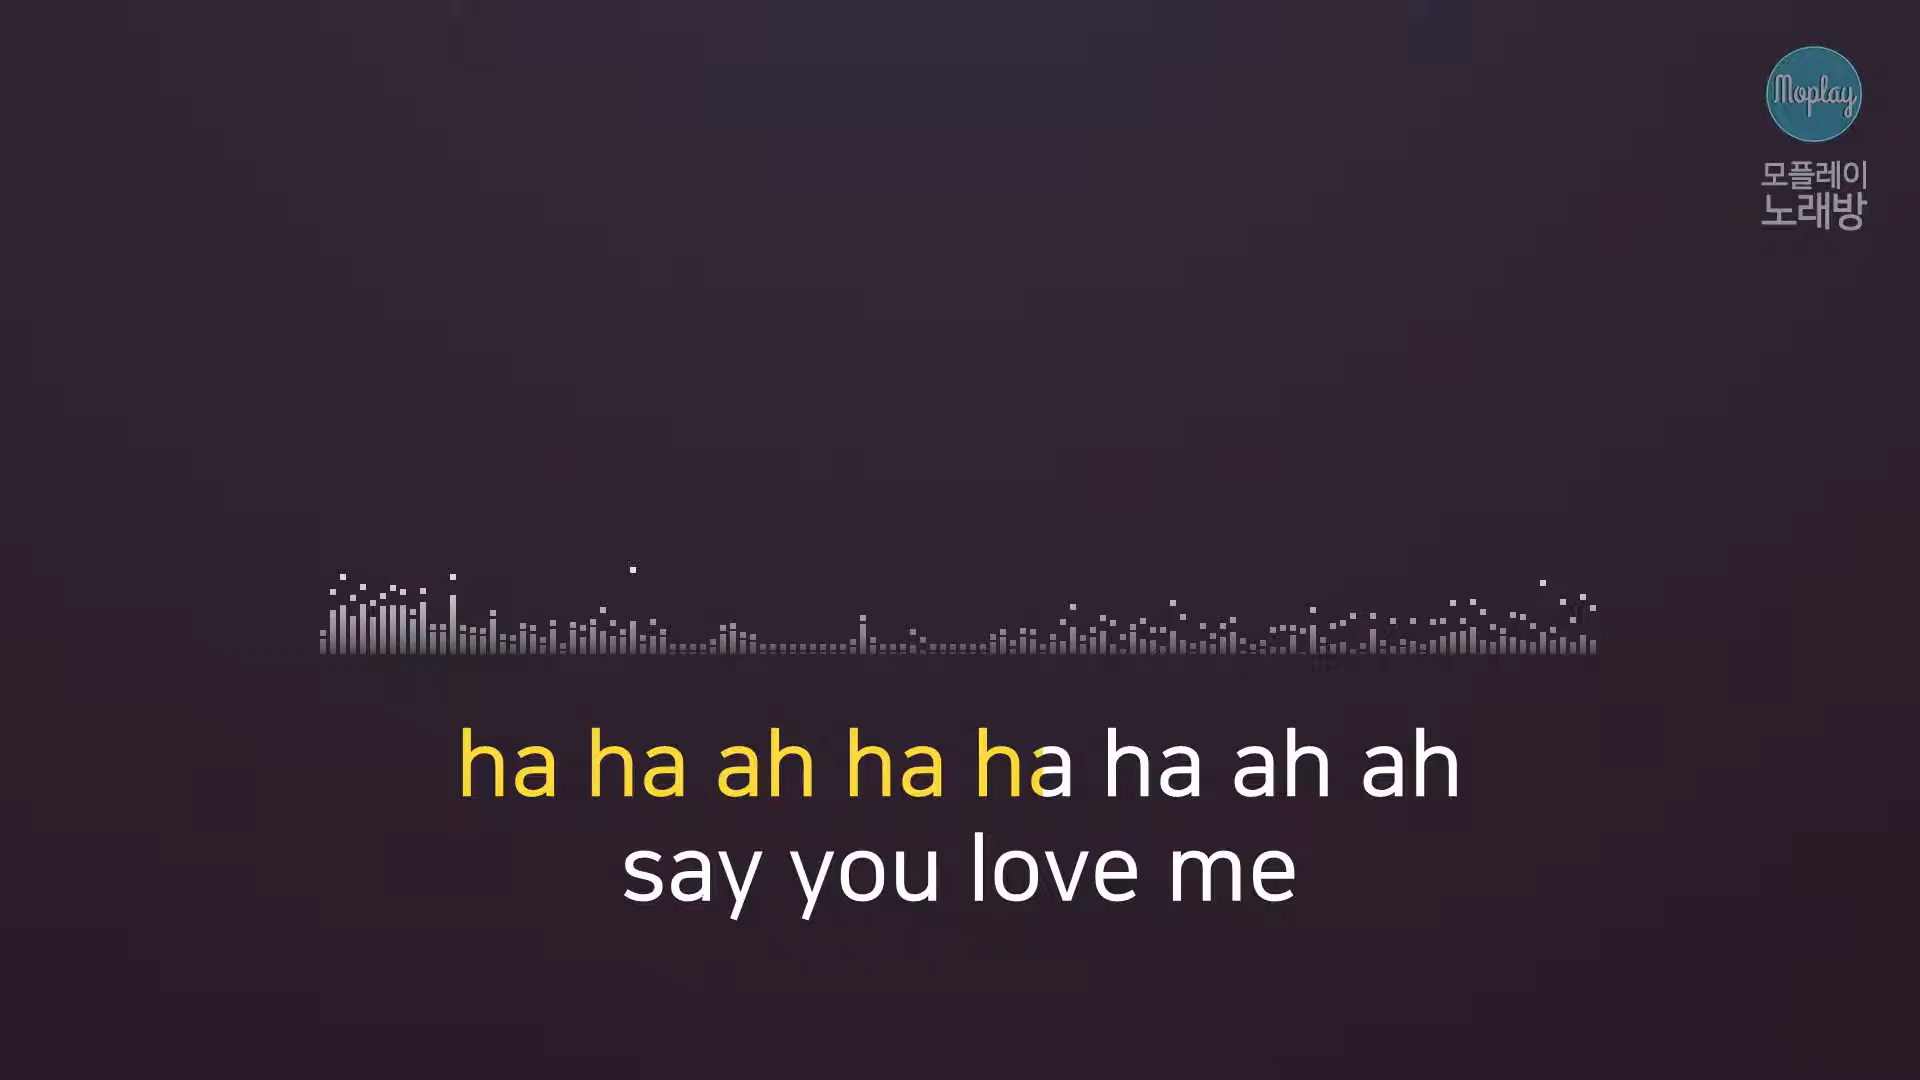 Moplay
모플레이
노래방
ha ha ah ha ha ha ah ah
say you love me